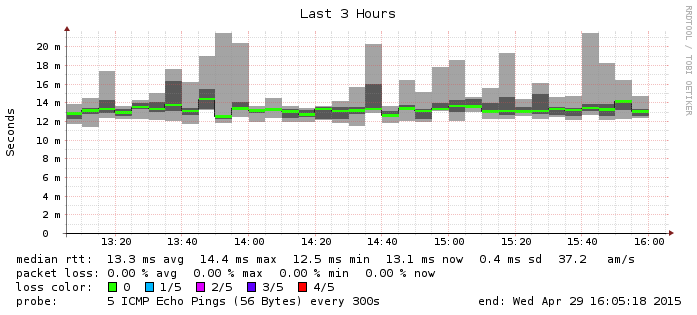 Last 3 Hours
RRDTOOL / TOBI OETIKER
Seconds
20 m
18 m
16 m
14 m
12 m
10 m
8 m
6 m
4 m
2 m
0
13:20 13:40 14:00 14:20 14:40 15:00 15:20 15:40 16:00
median rtt: 13.3 ms avg 14.4 ms max 12.5 ms min 13.1 ms now 0.4 ms sd 37.2 am/s
packet loss: 0.00 % avg 0.00 % max 0.00 % min 0.00 % now
loss color: 0 1/5 2/5 3/5 4/5
probe: 5 ICMP Echo Pings (56 Bytes) every 300s end: Wed Apr 29 16:05:18 2015